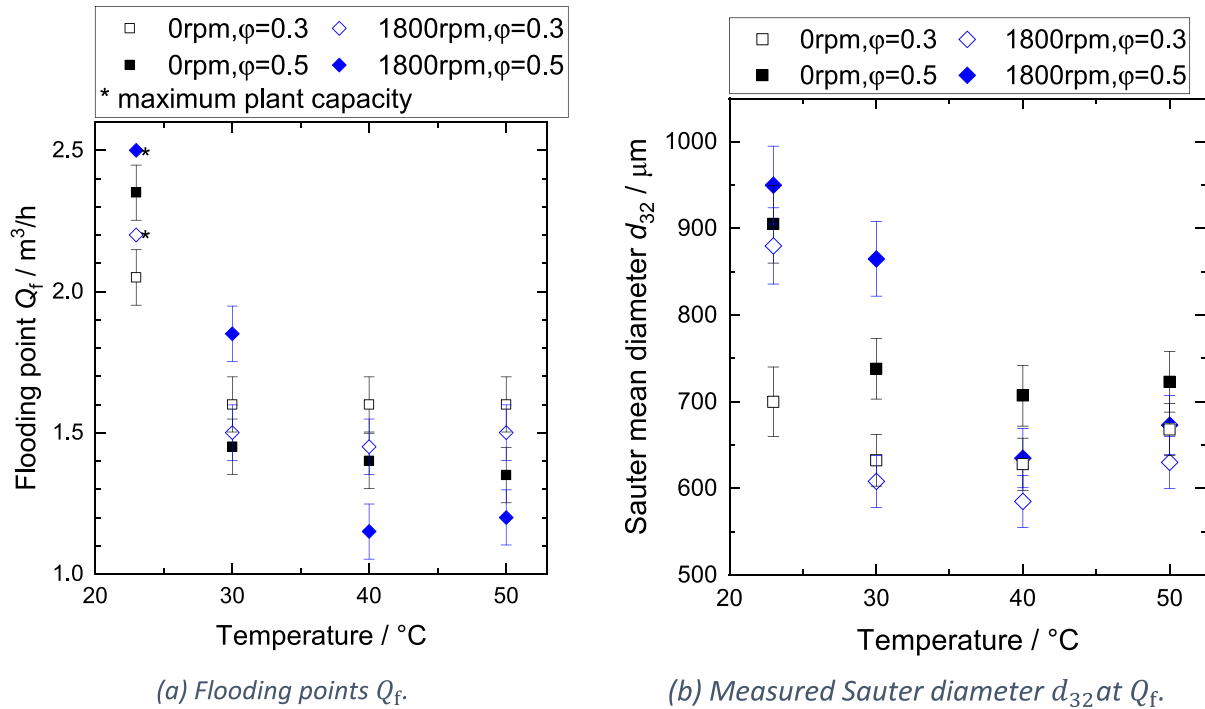 0rpm,φ=0.3 1800rpm,φ=0.3
0rpm,φ=0.5 1800rpm,φ=0.5
* maximum plant capacity
2.5
2.0
1.5
1.0
Flooding point Qf / m³/h
* 
*
20 30 40 50
Temperature / °C
(a) Flooding points Qf.
0rpm,φ=0.3 1800rpm,φ=0.3
0rpm,φ=0.5 1800rpm,φ=0.5
1000
900
800
700
600
500
Sauter mean diameter d32 / μm
20 30 40 50
Temperature / °C
(b) Measured Sauter diameter d32 at Qf.